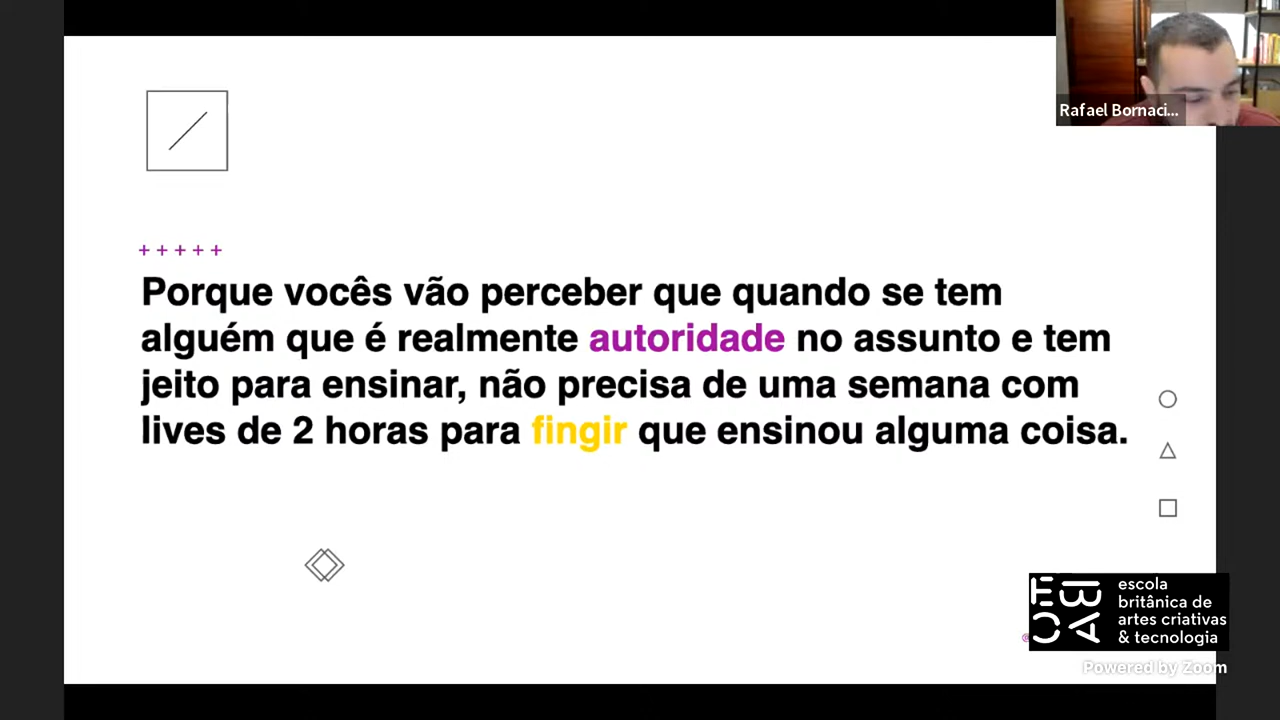 Rafael Bornaci...
+ + + + +
Porque vocês vão perceber que quando se tem
alguém que é realmente autoridade no assunto e tem
jeito para ensinar, não precisa de uma semana com
lives de 2 horas para fingir que ensinou alguma coisa.
escola
britânica de
artes criativas
& tecnologia
Powered by Zoom